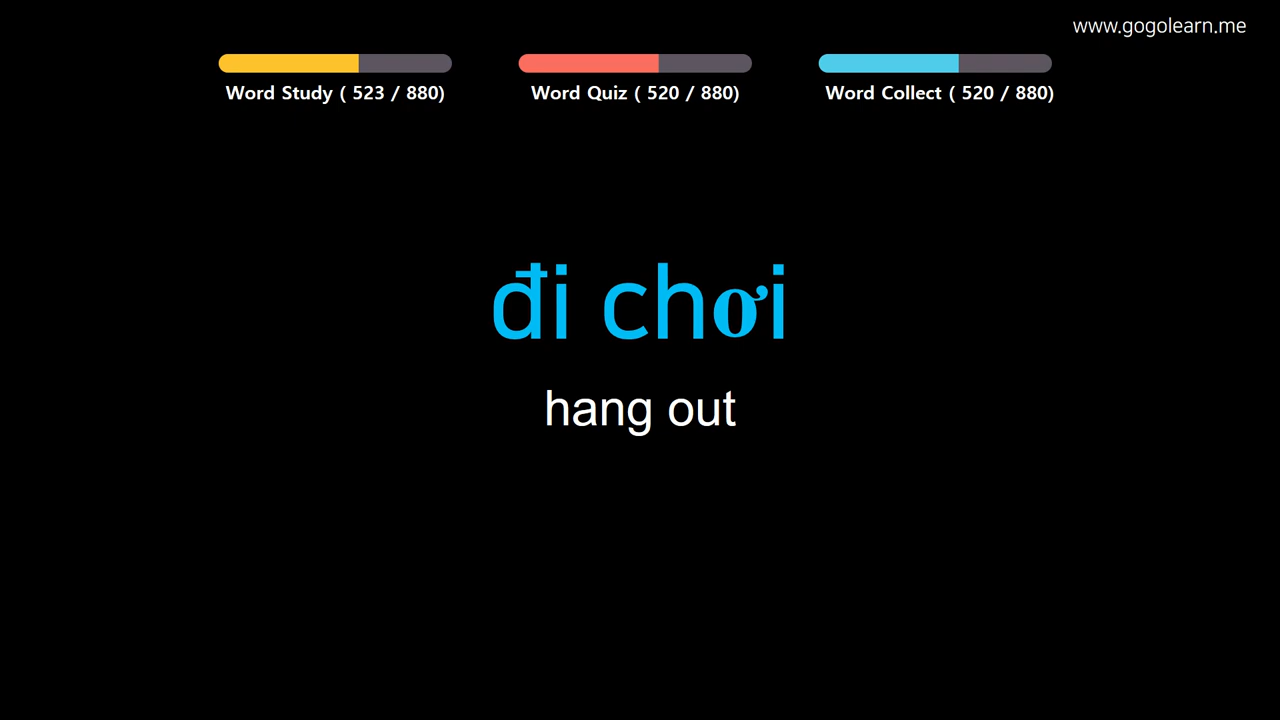 www.gogolearn.me
Word Study ( 523 / 880)
Word Quiz ( 520 / 880)
Word Collect ( 520 / 880)
đi chơi
hang out